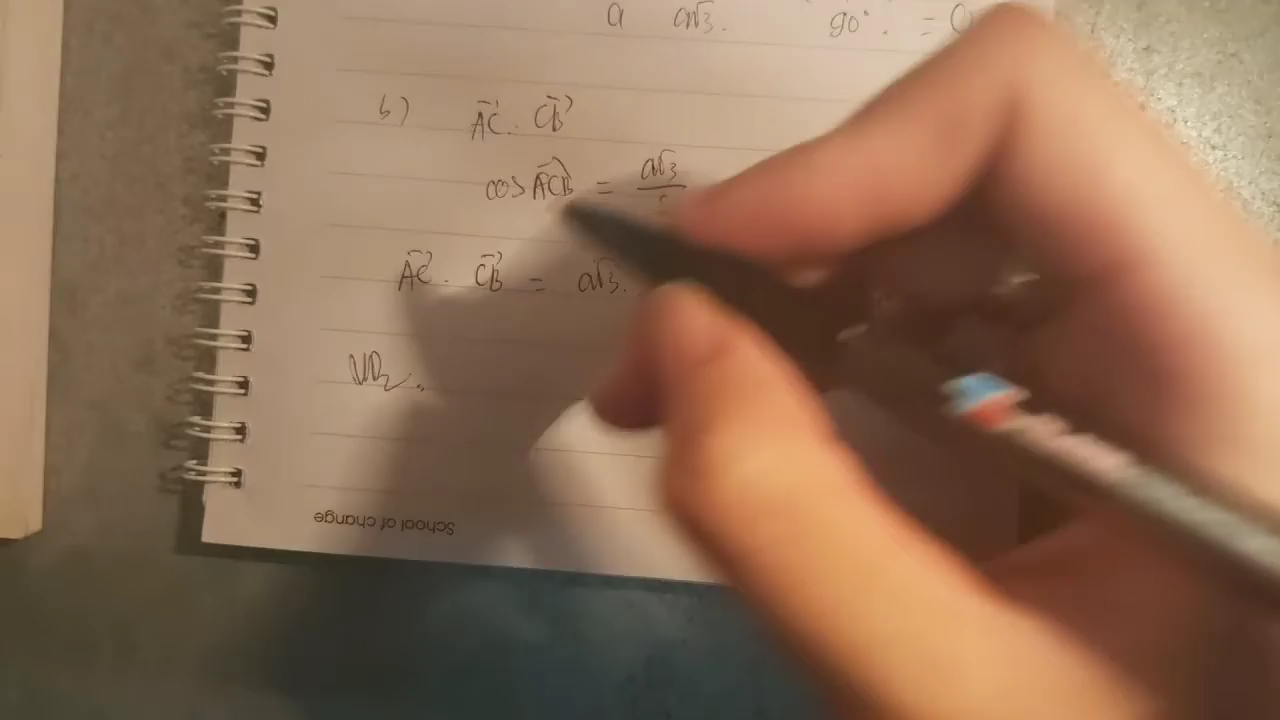 a a√3. 90°. = 0
b) AC⃗ . CB⃗
cos ACB = a√3
AC⃗ . CB⃗ = a√3.
School of change